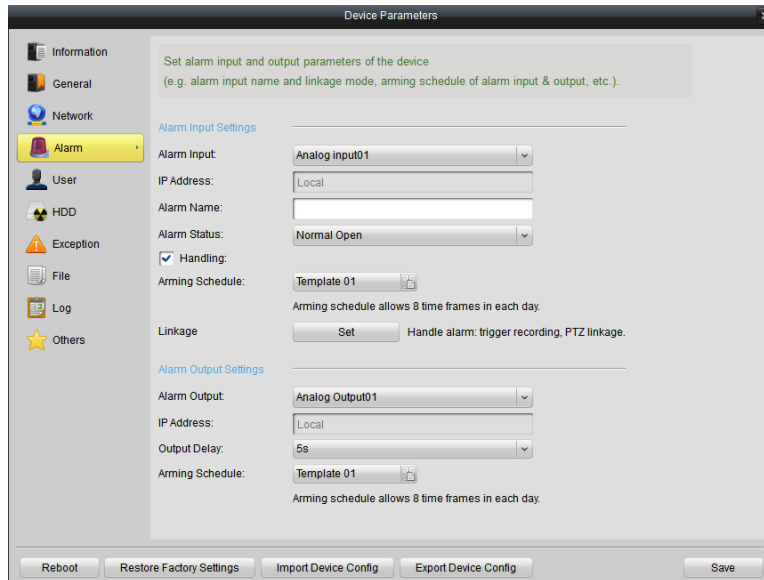 Device Parameters
Information
General
Network
Alarm
User
HDD
Exception
File
Log
Others
Set alarm input and output parameters of the device
(e.g. alarm input name and linkage mode, arming schedule of alarm input & output, etc.).
Alarm Input Settings
Alarm Input: Analog input01
IP Address: Local
Alarm Name:
Alarm Status: Normal Open
Handling:
Arming Schedule: Template 01
Arming schedule allows 8 time frames in each day.
Linkage Set Handle alarm: trigger recording, PTZ linkage.
Alarm Output Settings
Alarm Output: Analog Output01
IP Address: Local
Output Delay: 5s
Arming Schedule: Template 01
Arming schedule allows 8 time frames in each day.
Reboot Restore Factory Settings Import Device Config Export Device Config Save